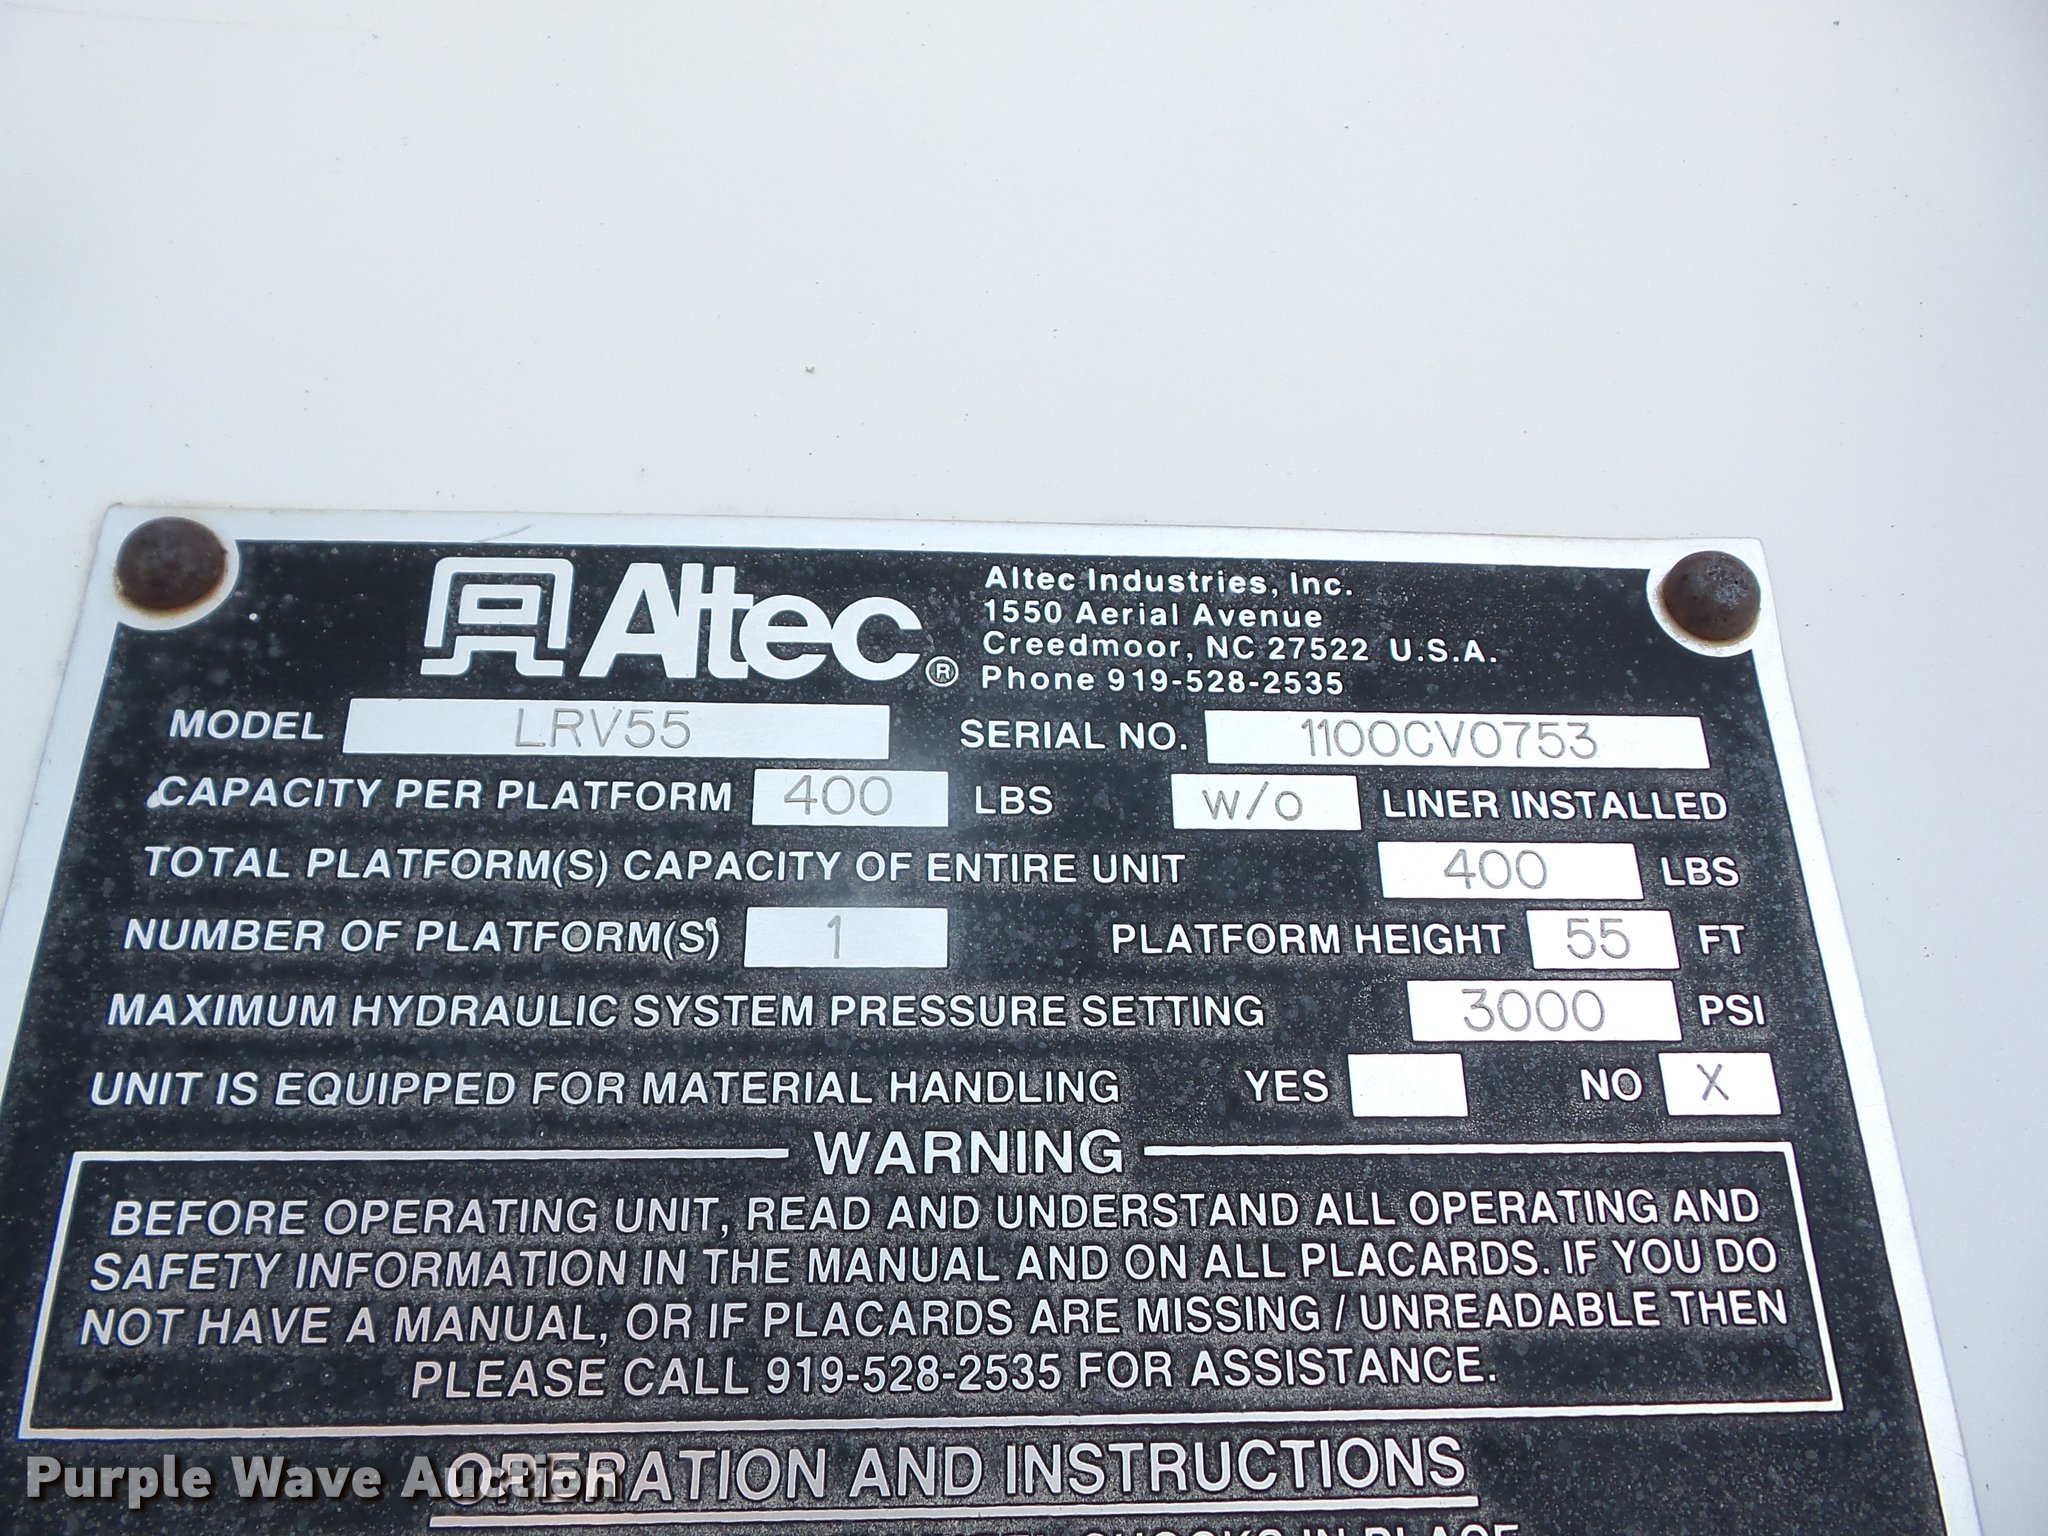 Altec®
Altec Industries, Inc.
1550 Aerial Avenue
Creedmoor, NC 27522 U.S.A.
Phone 919-528-2535
MODEL LRV55 SERIAL NO. 1100CV0753
CAPACITY PER PLATFORM 400 LBS W/O LINER INSTALLED
TOTAL PLATFORM(S) CAPACITY OF ENTIRE UNIT 400 LBS
NUMBER OF PLATFORM(S) 1 PLATFORM HEIGHT 55 FT
MAXIMUM HYDRAULIC SYSTEM PRESSURE SETTING 3000 PSI
UNIT IS EQUIPPED FOR MATERIAL HANDLING YES NO X
WARNING
BEFORE OPERATING UNIT, READ AND UNDERSTAND ALL OPERATING AND
SAFETY INFORMATION IN THE MANUAL AND ON ALL PLACARDS. IF YOU DO
NOT HAVE A MANUAL, OR IF PLACARDS ARE MISSING / UNREADABLE THEN
PLEASE CALL 919-528-2535 FOR ASSISTANCE.
OPERATION AND INSTRUCTIONS
IN PLACE
Purple Wave Auction